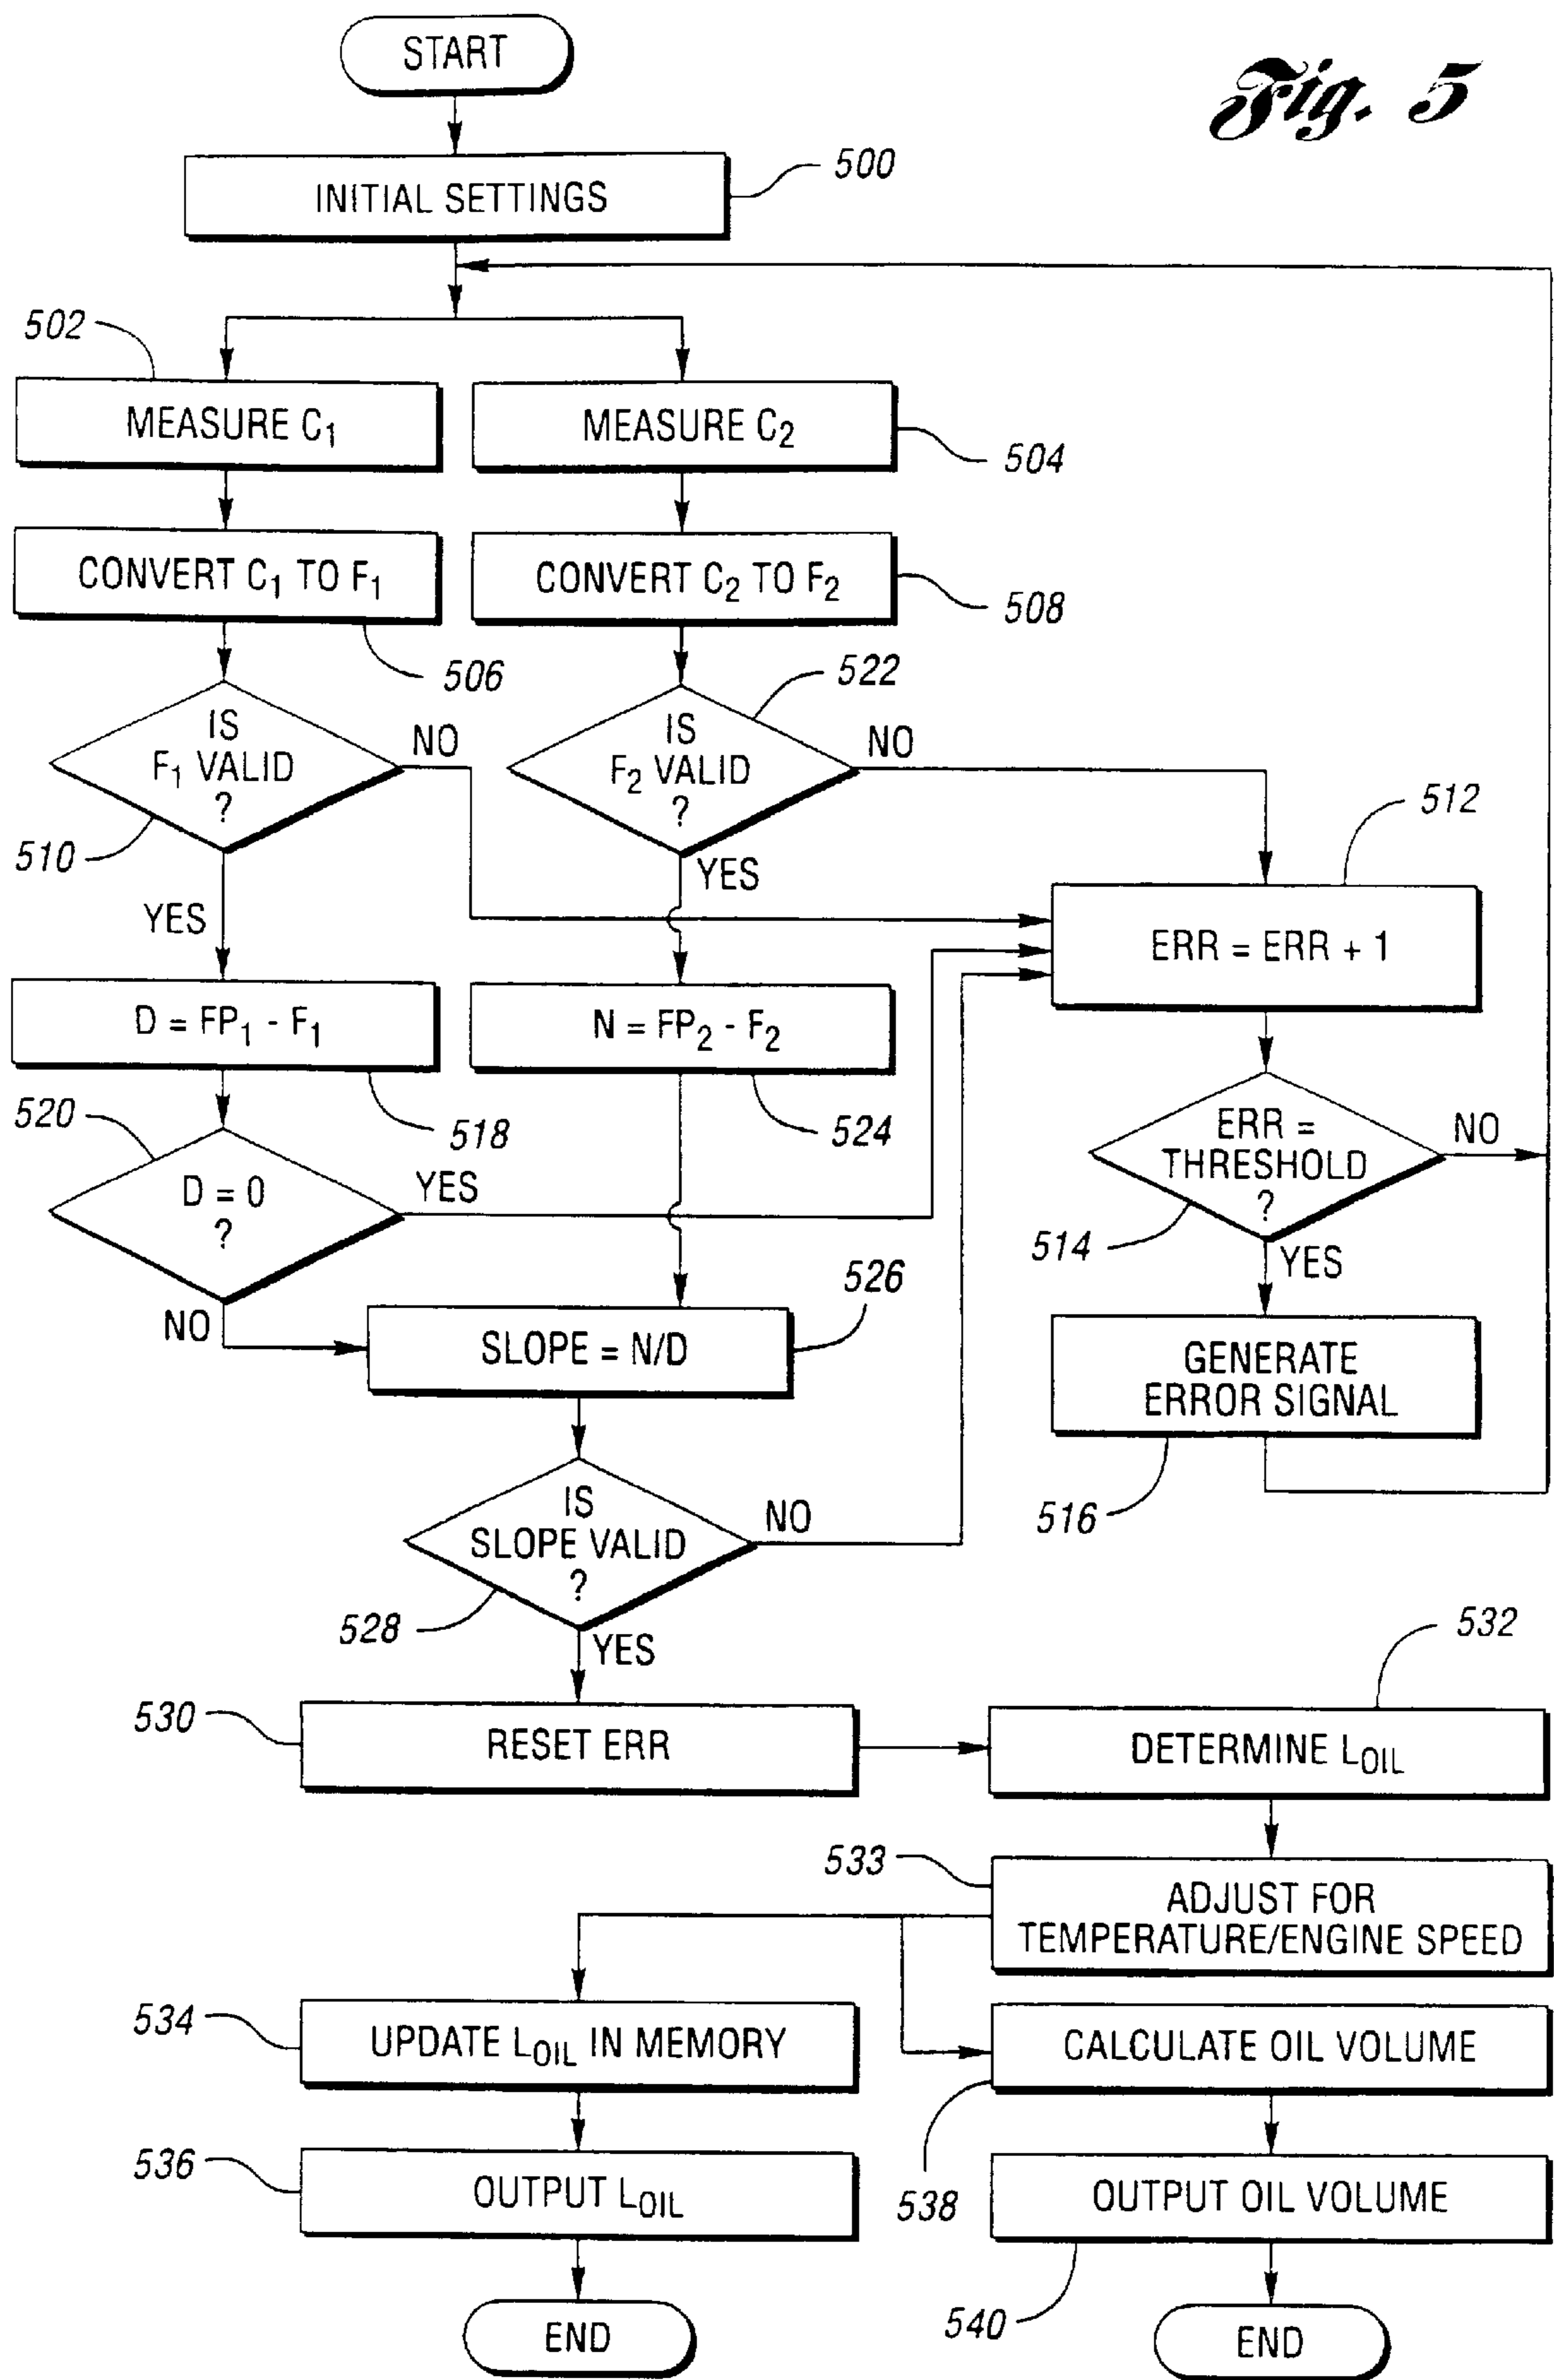 START
Fig. 5
INITIAL SETTINGS
500
502
MEASURE C1
MEASURE C2
504
CONVERT C1 TO F1
CONVERT C2 TO F2
508
506
522
IS
F1 VALID
?
NO
IS
F2 VALID
?
NO
510
512
YES
YES
ERR = ERR + 1
D = FP1 - F1
N = FP2 - F2
520
518
524
D = 0
?
YES
ERR =
THRESHOLD
?
NO
514
YES
NO
526
SLOPE = N/D
GENERATE
ERROR SIGNAL
516
IS
SLOPE VALID
?
NO
528
YES
532
530
RESET ERR
DETERMINE LOIL
533
ADJUST FOR
TEMPERATURE/ENGINE SPEED
534
UPDATE LOIL IN MEMORY
CALCULATE OIL VOLUME
536
OUTPUT LOIL
538
OUTPUT OIL VOLUME
540
END
END